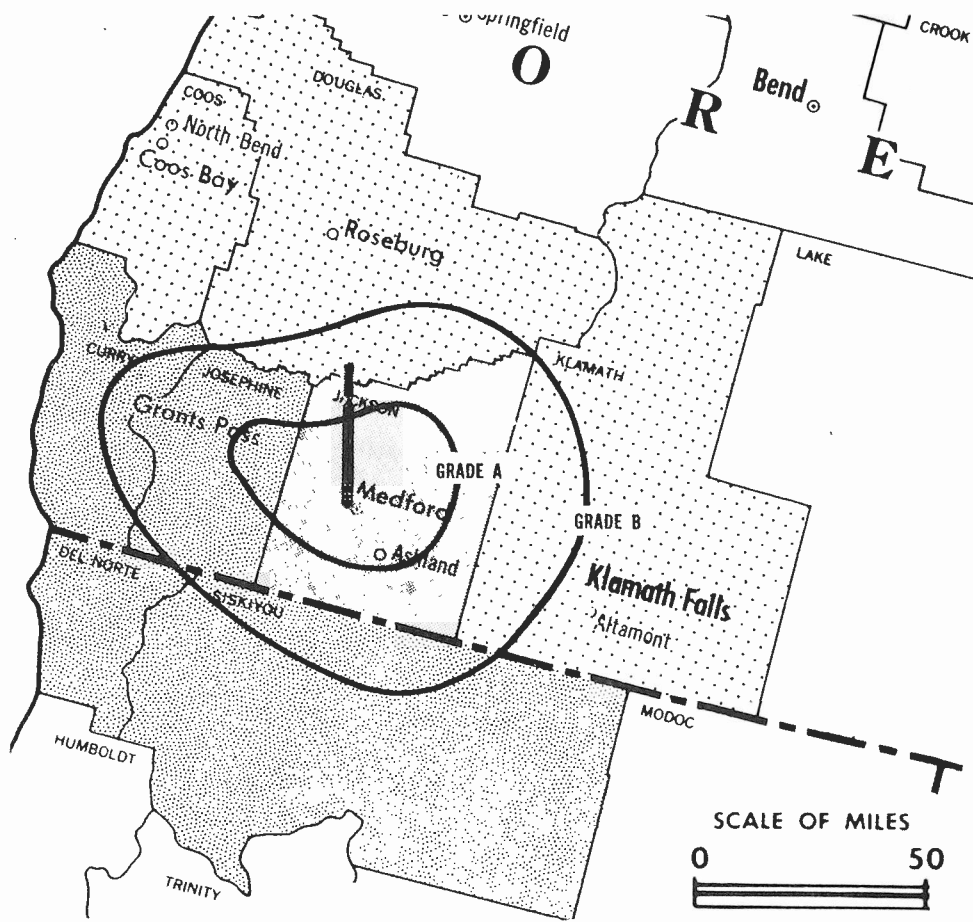 Springfield
CROOK
O
DOUGLAS
Bend
R
COOS
North Bend
E
Coos Bay
Roseburg
LAKE
CURRY
KLAMATH
JOSEPHINE
JACKSON
Grants Pass
GRADE A
Medford
GRADE B
Ashland
DEL NORTE
Klamath Falls
SISKIYOU
Altamont
MODOC
HUMBOLDT
SCALE OF MILES
0 50
TRINITY